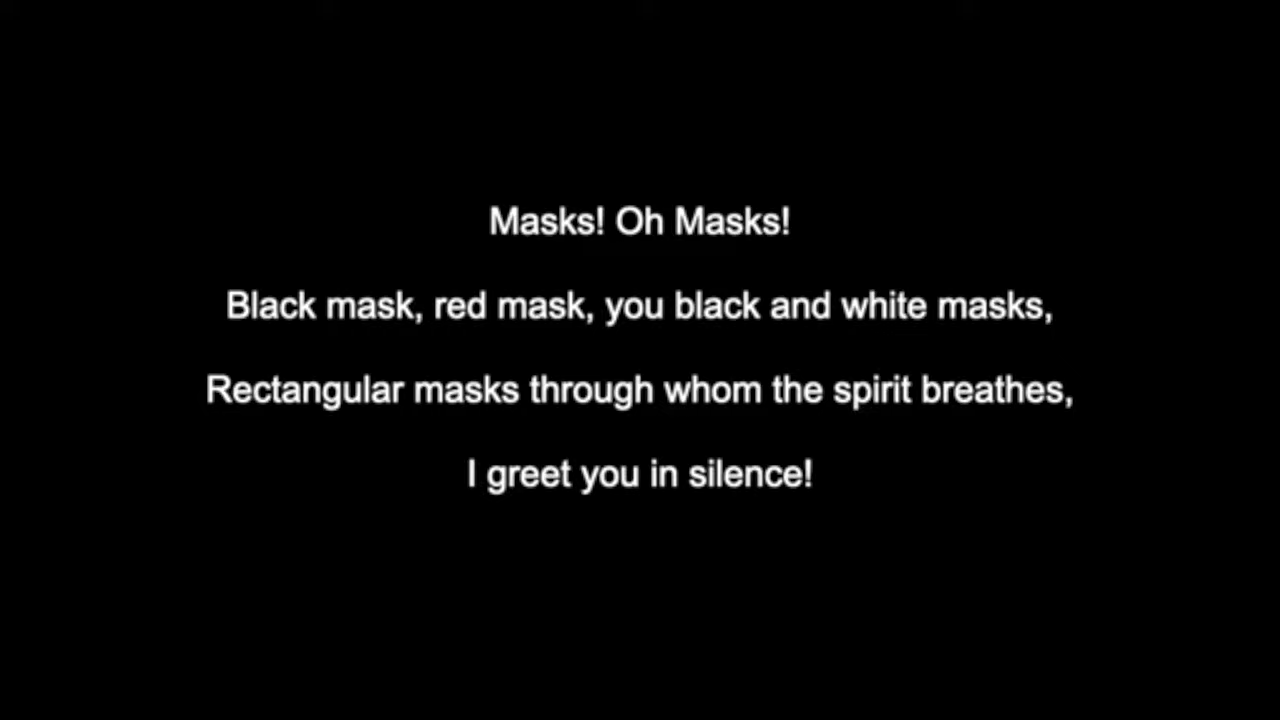 Masks! Oh Masks!
Black mask, red mask, you black and white masks,
Rectangular masks through whom the spirit breathes,
I greet you in silence!